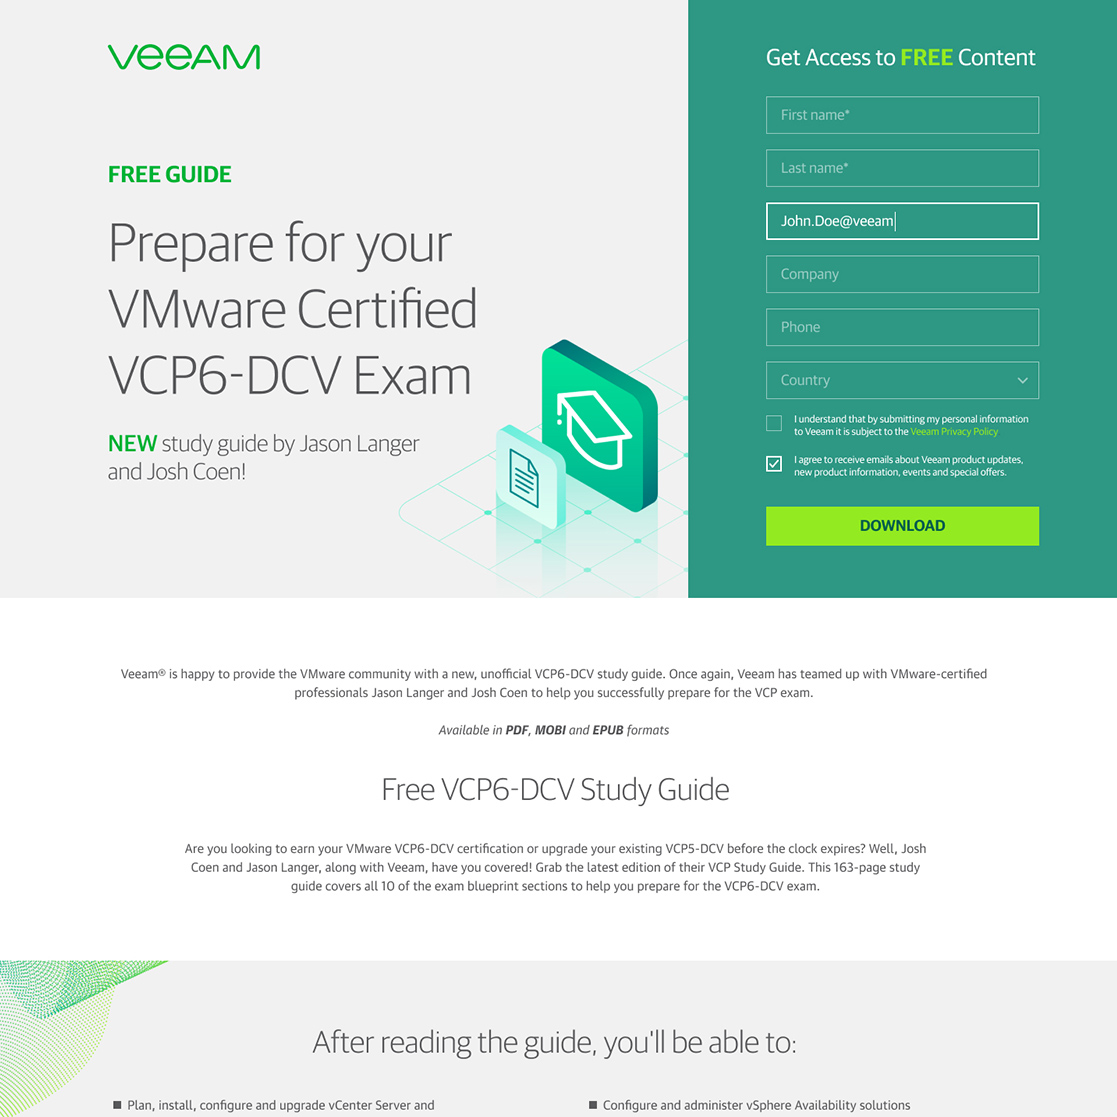 veeAM
FREE GUIDE
Prepare for your
VMware Certified
VCP6-DCV Exam
NEW study guide by Jason Langer
and Josh Coen!
Get Access to FREE Content
First name*
Last name*
John.Doe@veeam
Company
Phone
Country
I understand that by submitting my personal information
to Veeam it is subject to the Veeam Privacy Policy
I agree to receive emails about Veeam product updates,
new product information, events and special offers.
DOWNLOAD
Veeam® is happy to provide the VMware community with a new, unofficial VCP6-DCV study guide. Once again, Veeam has teamed up with VMware-certified
professionals Jason Langer and Josh Coen to help you successfully prepare for the VCP exam.
Available in PDF, MOBI and EPUB formats
Free VCP6-DCV Study Guide
Are you looking to earn your VMware VCP6-DCV certification or upgrade your existing VCP5-DCV before the clock expires? Well, Josh
Coen and Jason Langer, along with Veeam, have you covered! Grab the latest edition of their VCP Study Guide. This 163-page study
guide covers all 10 of the exam blueprint sections to help you prepare for the VCP6-DCV exam.
After reading the guide, you'll be able to:
Plan, install, configure and upgrade vCenter Server and
Configure and administer vSphere Availability solutions